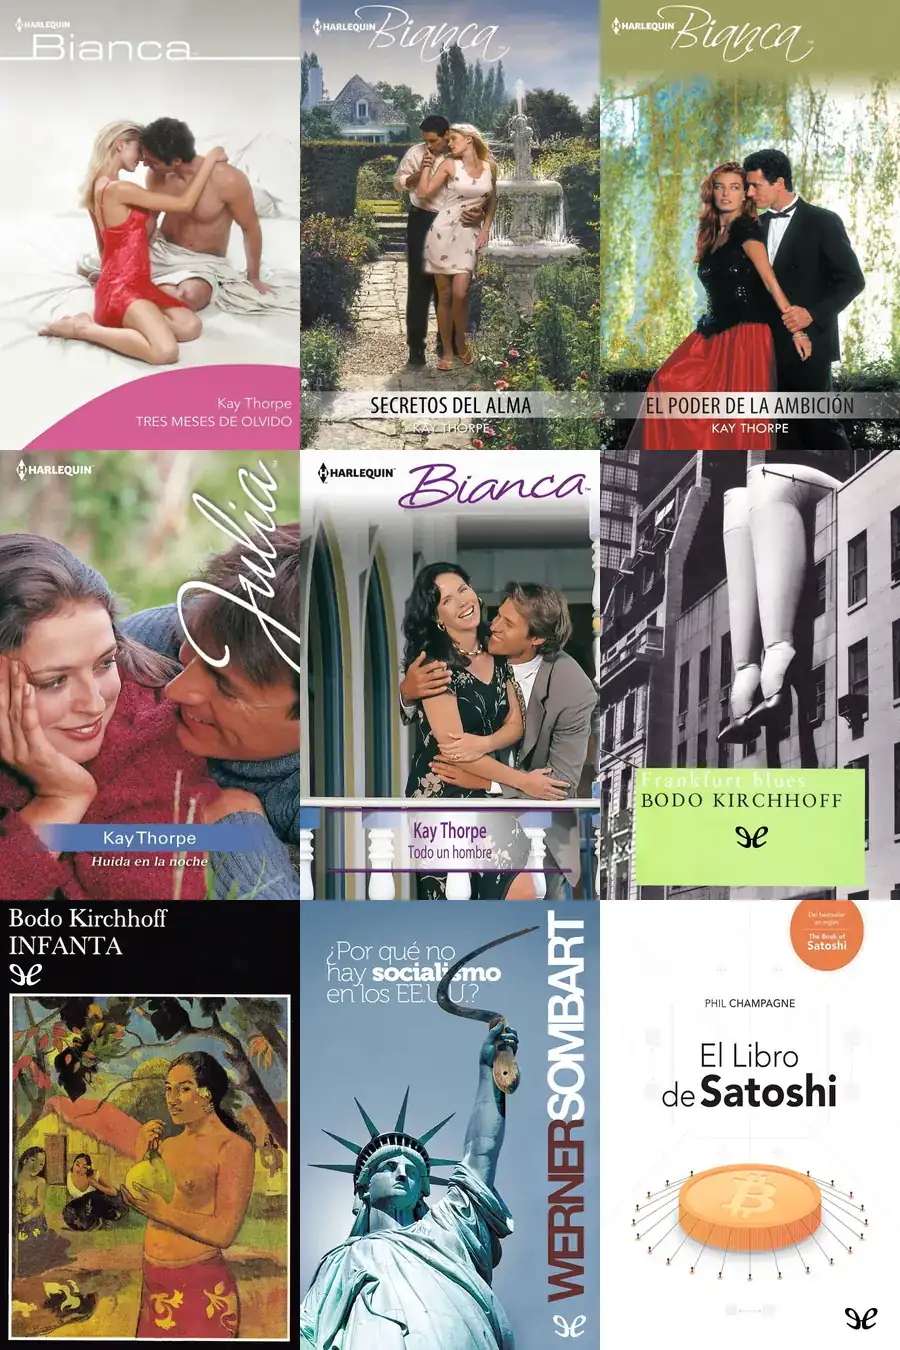 HARLEQUIN
Bianca
Kay Thorpe
TRES MESES DE OLVIDO
HARLEQUIN
Bianca
SECRETOS DEL ALMA
KAY THORPE
HARLEQUIN
Bianca
EL PODER DE LA AMBICIÓN
KAY THORPE
HARLEQUIN
Julia
Kay Thorpe
Huida en la noche
HARLEQUIN
Bianca
Kay Thorpe
Todo un hombre
Frankfurt blues
BODO KIRCHHOFF
Bodo Kirchhoff
INFANTA
¿Por qué no
hay socialismo
en los EE.UU.?
WERNER SOMBART
Del bestseller
en inglés
The Book of
Satoshi
PHIL CHAMPAGNE
El Libro
de Satoshi